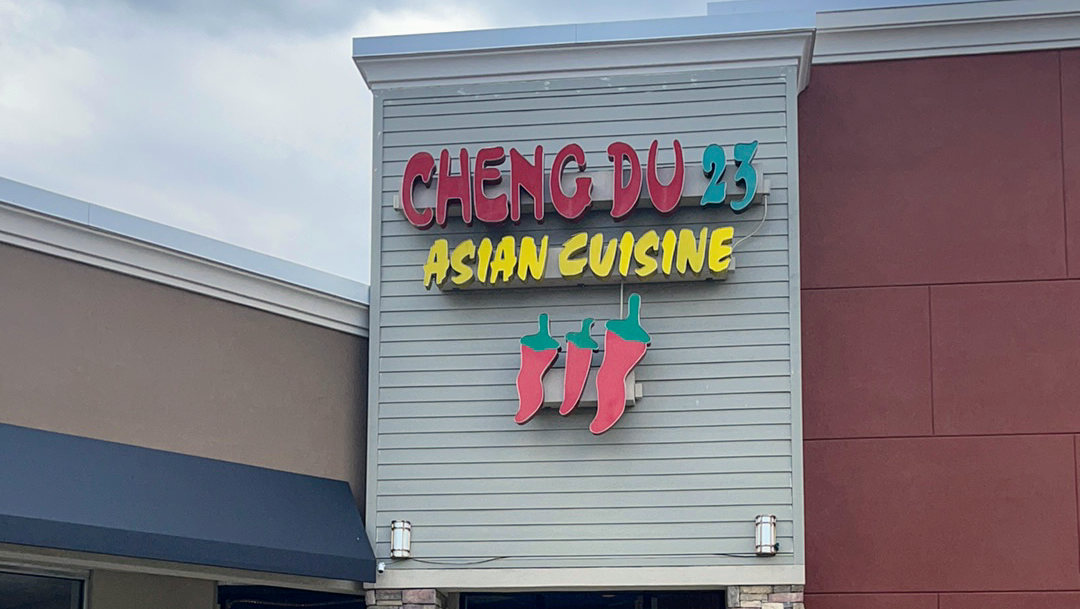 CHENG DU 23
ASIAN CUISINE